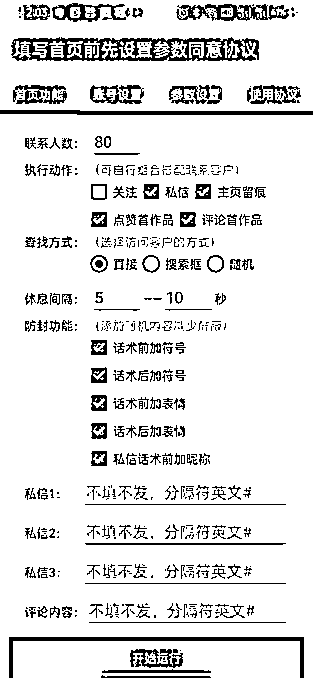 填写首页前先设置参数同意协议
首页功能 账号设置 参数设置 使用协议
联系人数: 80
执行动作: (可自行组合搭配联系客户)
关注 私信 主页留痕
点赞首作品 评论首作品
查找方式: (选择访问客户的方式)
直接 搜索框 随机
休息间隔: 5 —— 10 秒
防封功能: (添加随机内容减少屏蔽)
话术前加符号
话术后加符号
话术前加表情
话术后加表情
私信话术前加昵称
私信1: 不填不发, 分隔符英文#
私信2: 不填不发, 分隔符英文#
私信3: 不填不发, 分隔符英文#
评论内容: 不填不发, 分隔符英文#
开始运行